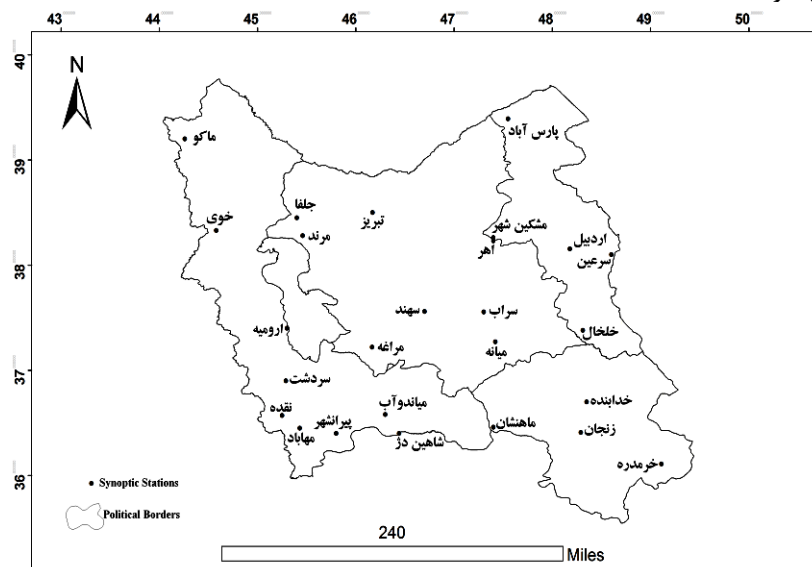 43 44 45 46 47 48 49 50
40
N
39
38
37
36
ماکو
پارس آباد
خوی
جلفا
مرند
تبریز
مشکین شهر
اهر
اردبیل
سرعین
ارومیه
سهند
سراب
خلخال
مراغه
میانه
سردشت
نقده
مهاباد
پیرانشهر
میاندوآب
شاهین دژ
ماهنشان
خدابنده
زنجان
خرمدره
Synoptic Stations
Political Borders
240
Miles